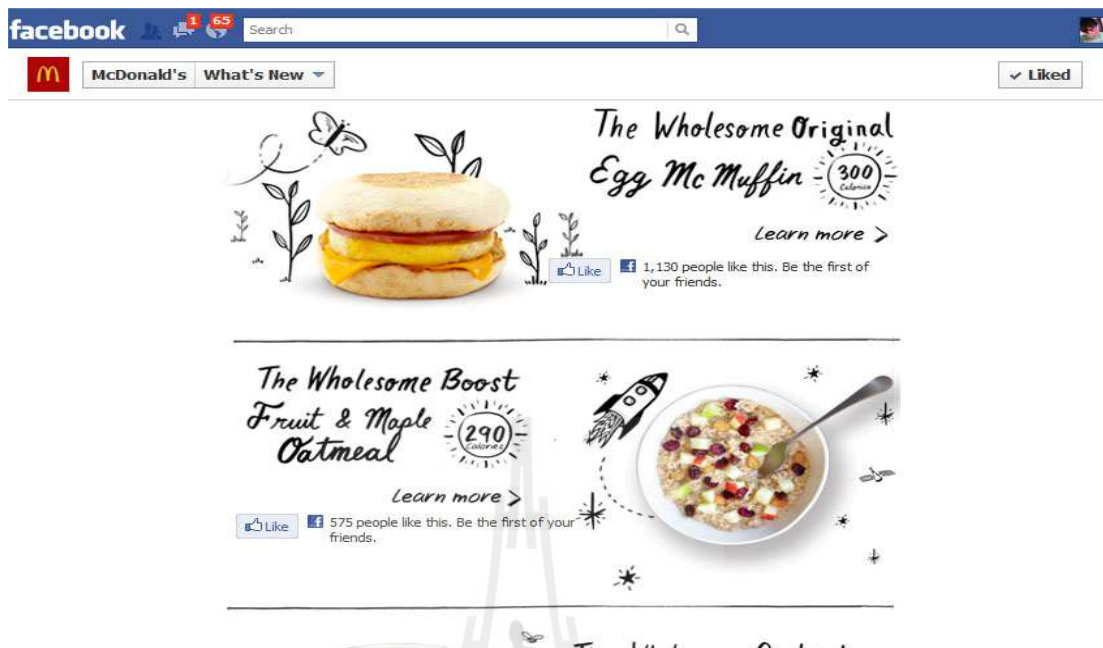 facebook
1
65
Search
McDonald's
What's New
Liked
The Wholesome Original
Egg Mc Muffin
300
Calories
Learn more >
Like
1,130 people like this. Be the first of
your friends.
The Wholesome Boost
Fruit & Maple
Oatmeal
290
Calories
Learn more >
Like
575 people like this. Be the first of your
friends.